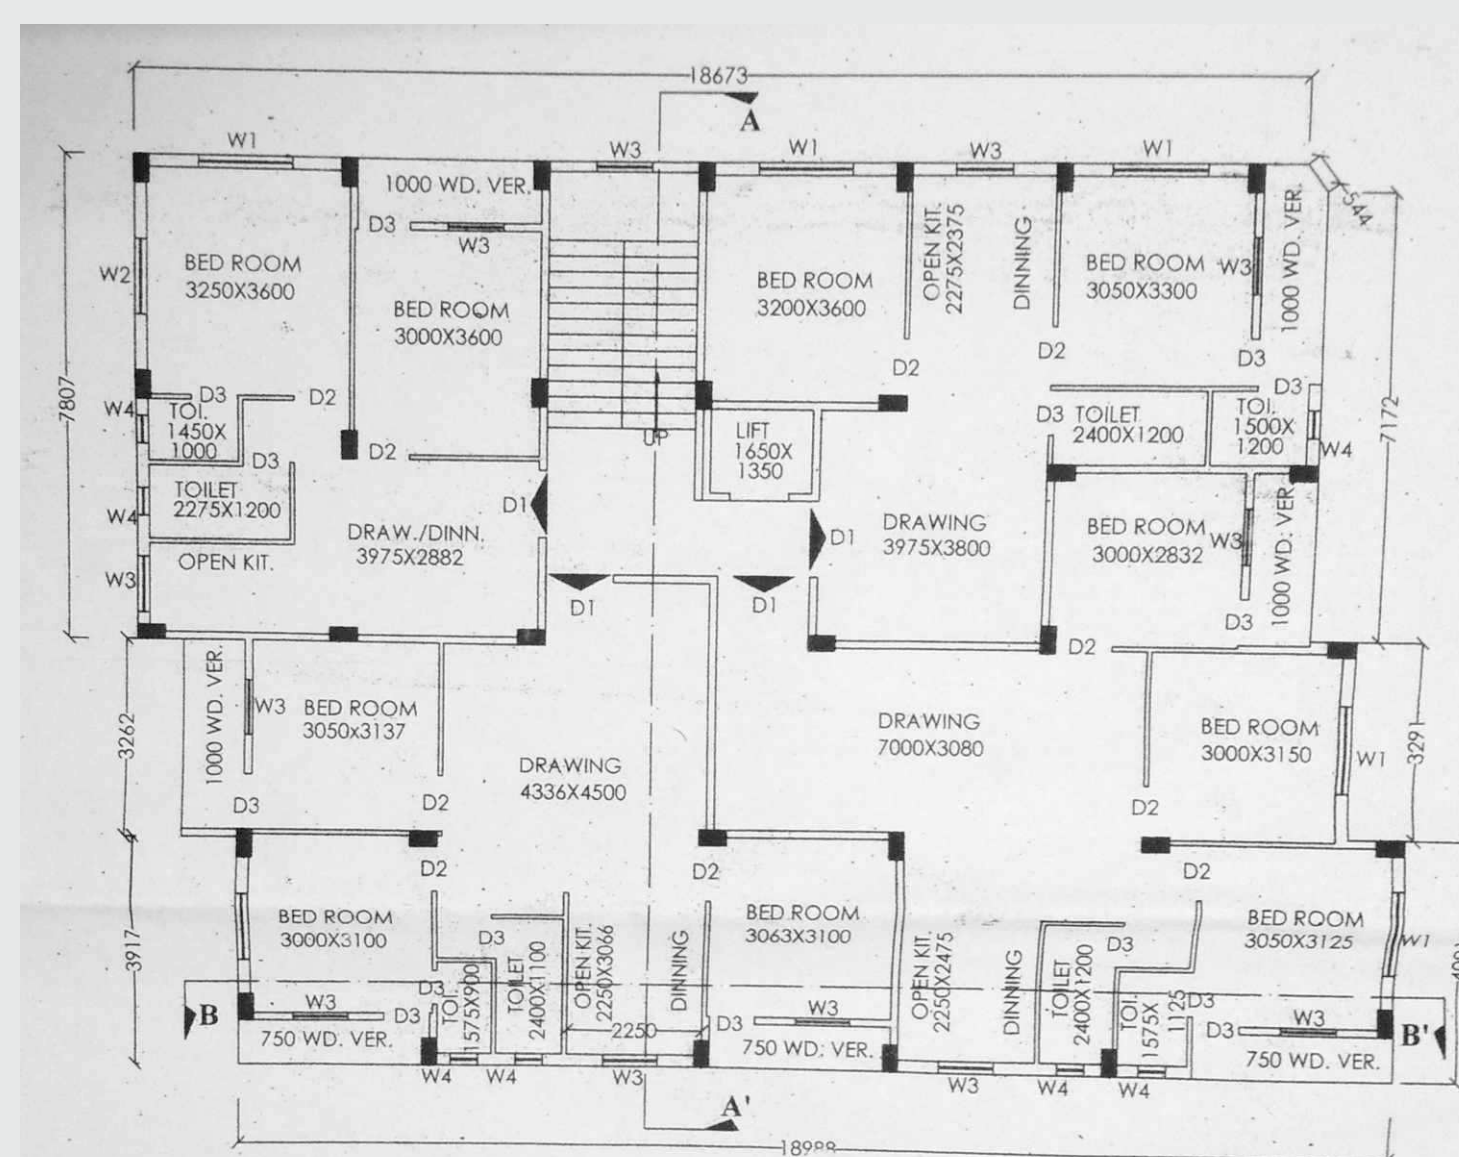 18673
A
W1
W3
W1
W3
W1
1000 WD. VER.
D3
W3
544
W2
BED ROOM
3250X3600
BED ROOM
3000X3600
BED ROOM
3200X3600
OPEN KIT.
2275X2375
DINNING
BED ROOM
3050X3300
W3
1000 WD. VER.
7807
D2
D2
D3
D3
7172
W4
D3
D2
TOI.
1450X
1000
D3
D2
UP
LIFT
1650X
1350
D3
TOILET
2400X1200
TOI.
1500X
1200
W4
W4
TOILET
2275X1200
D1
DRAW./DINN.
3975X2882
OPEN KIT.
W3
D1
DRAWING
3975X3800
BED ROOM
3000X2832
W3
1000 WD. VER.
D1
D1
D3
D2
3262
1000 WD. VER.
W3
BED ROOM
3050x3137
D3
D2
DRAWING
4336X4500
DRAWING
7000X3080
BED ROOM
3000X3150
W1
3291
D2
D2
D2
D2
3917
BED ROOM
3000X3100
D3
D3
TOI.
1575X900
TOILET
2400X1100
OPEN KIT.
2250X3066
DINNING
BED ROOM
3063X3100
OPEN KIT.
2250X2475
DINNING
TOILET
2400X1200
D3
TOI.
1575X
1125
D3
BED ROOM
3050X3125
W1
B
W3
D3
750 WD. VER.
2250
D3
W3
750 WD. VER.
D3
W3
750 WD. VER.
B'
W4
W4
W3
W3
W4
W4
A'